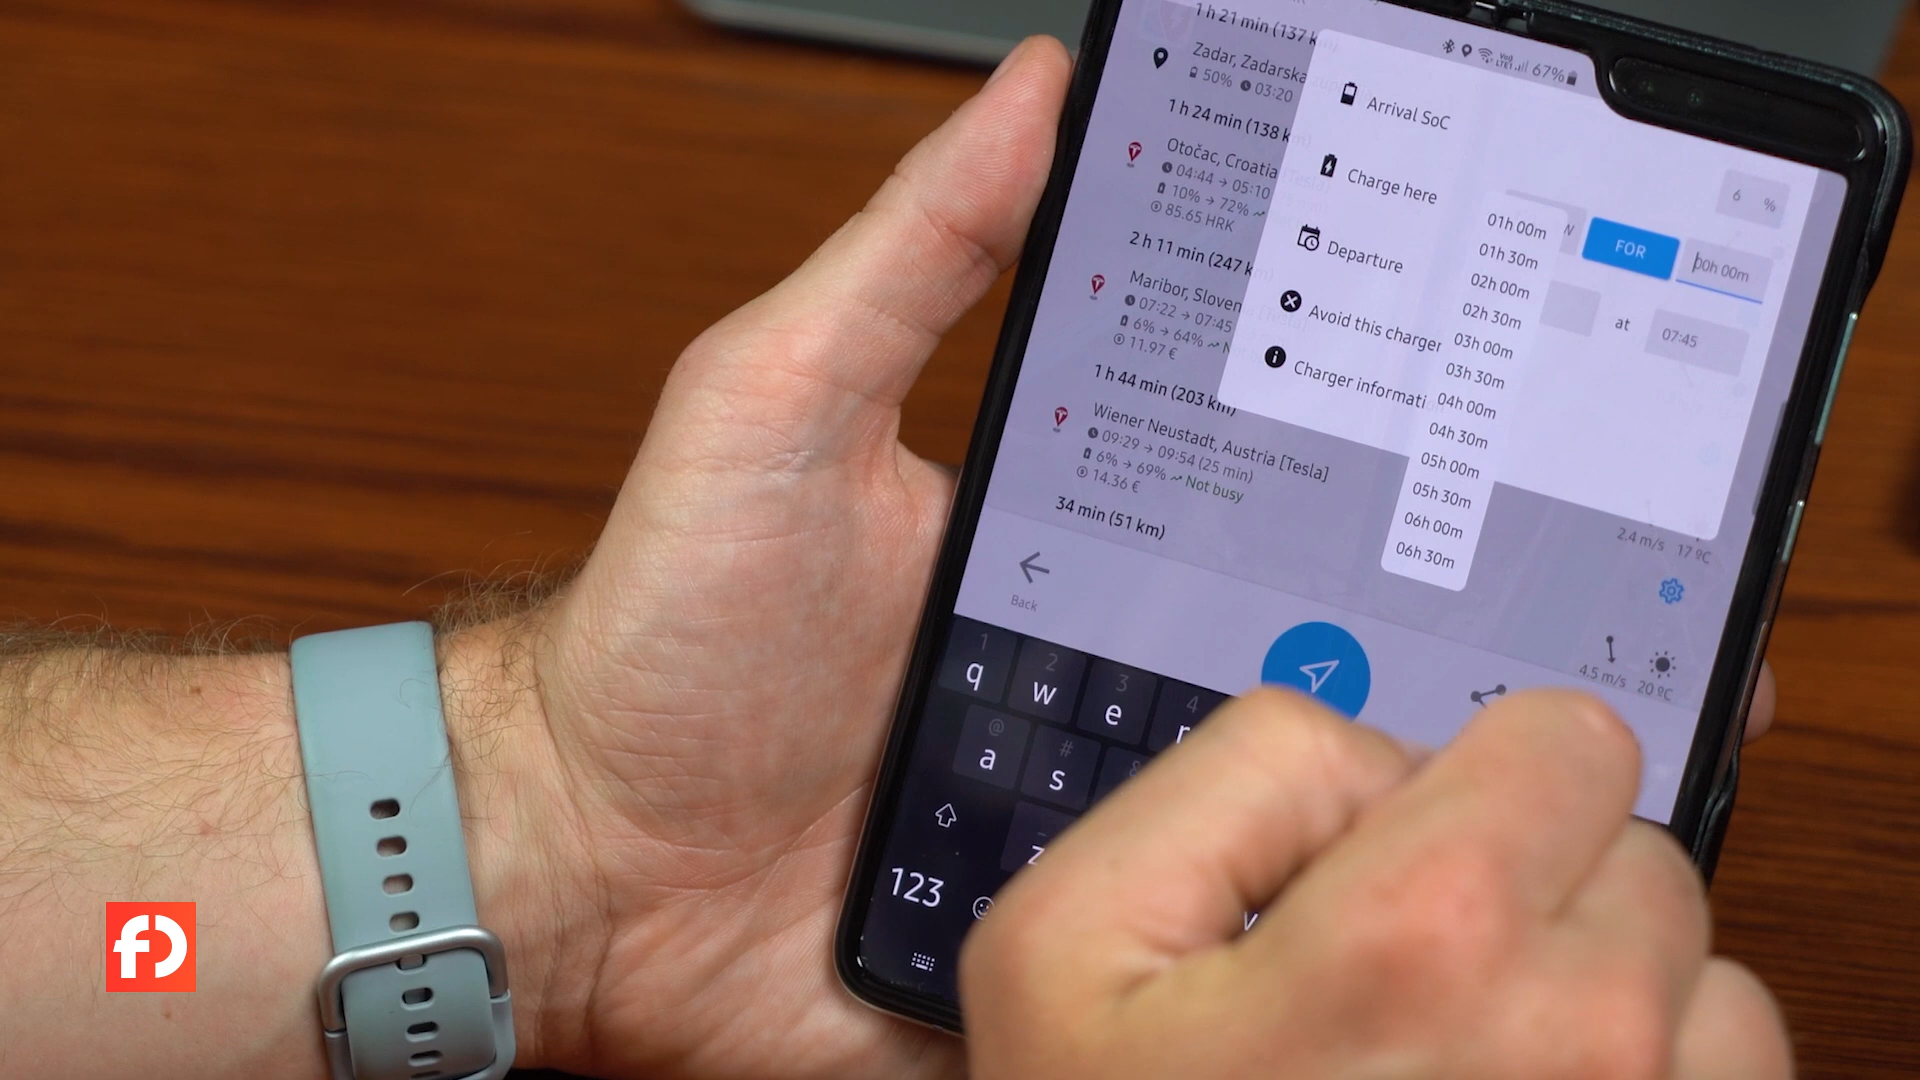 1 h 21 min (137 k
67%
Zadar, Zadarska
50% 03:20
1 h 24 min (138 k
Otočac, Croatia
04:44 → 05:10
10% → 72%
85.65 HRK
2 h 11 min (247 k
Maribor, Sloven
07:22 → 07:45
6% → 64%
11.97 €
1 h 44 min (203 km)
Wiener Neustadt, Austria [Tesla]
09:29 → 09:54 (25 min)
6% → 69% Not busy
14.36 €
34 min (51 km)
Arrival SoC
6 %
Charge here
FOR
00h 00m
Departure
at
07:45
Avoid this charger
Charger informati
01h 00m
01h 30m
02h 00m
02h 30m
03h 00m
03h 30m
04h 00m
04h 30m
05h 00m
05h 30m
06h 00m
06h 30m
2.4 m/s 17 ºC
4.5 m/s 20 ºC
Back
1 2 3 4
q w e r
@ #
a s
z
v
123